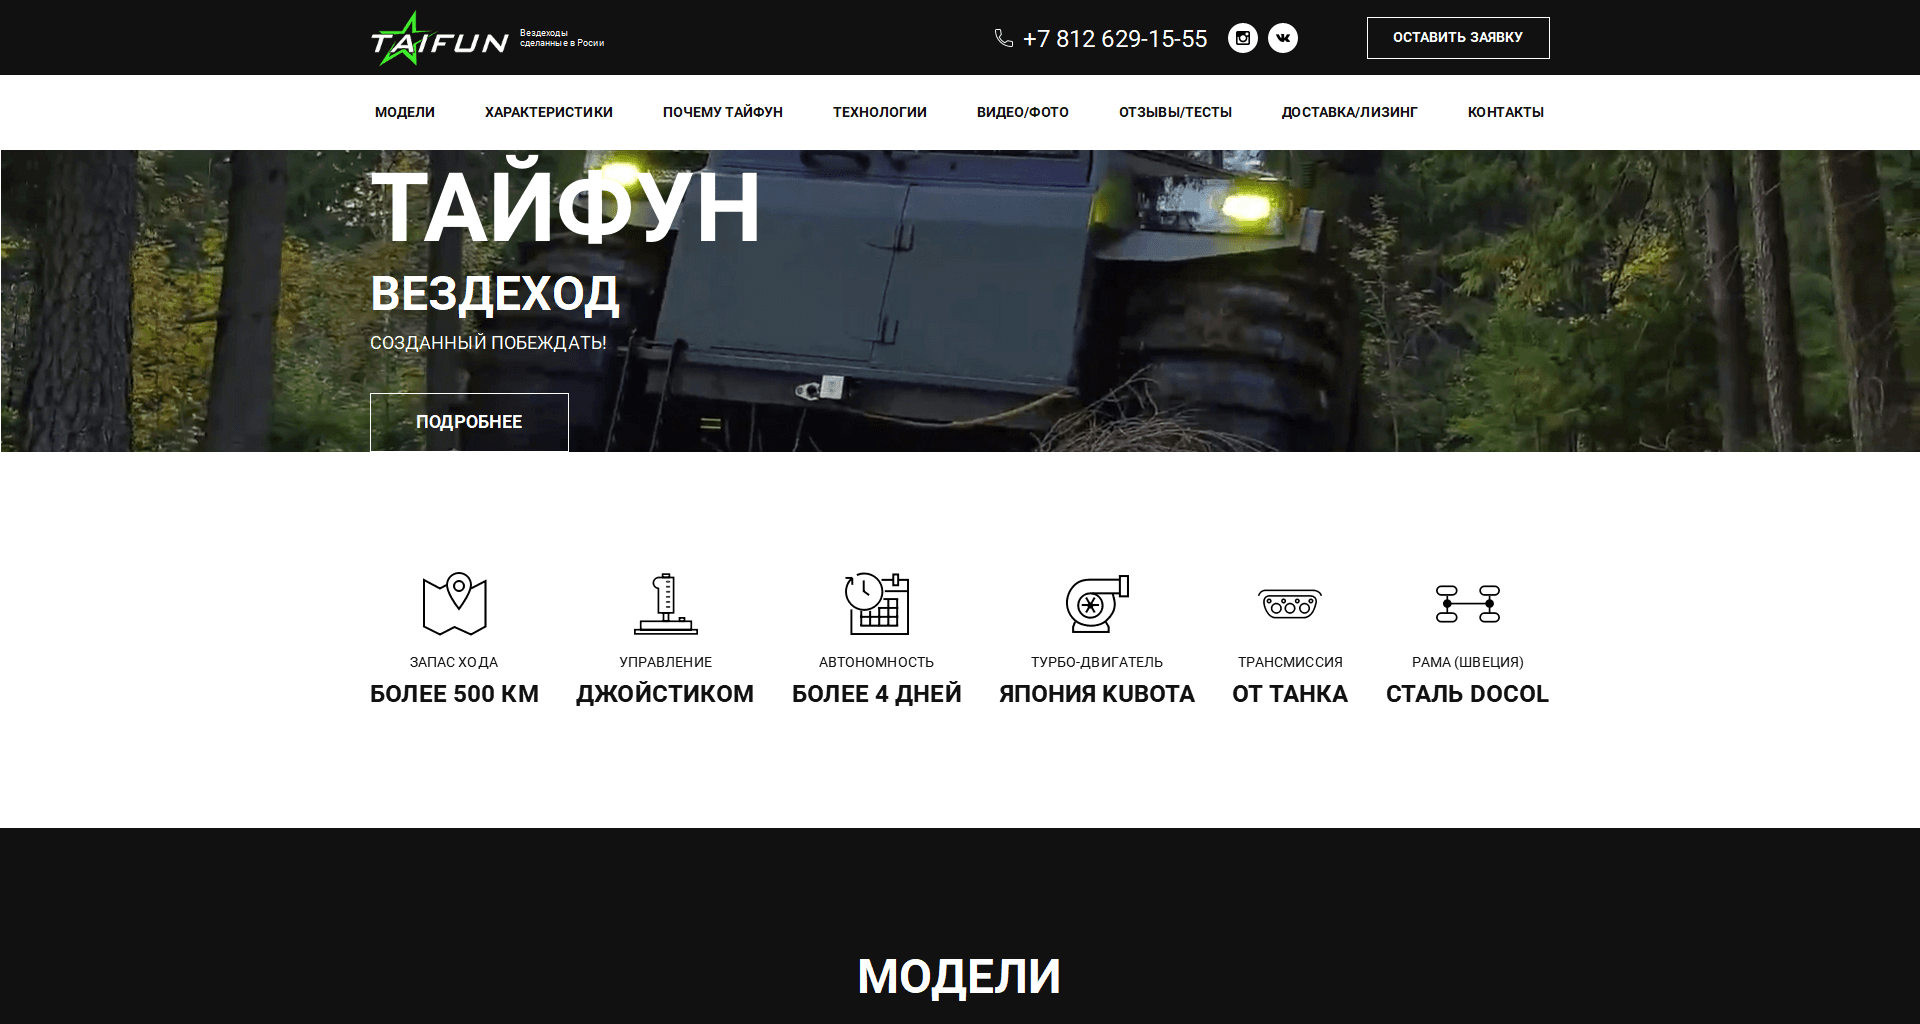 TAIFUN
Вездеходы
сделанные в Росии
+7 812 629-15-55
ОСТАВИТЬ ЗАЯВКУ
МОДЕЛИ ХАРАКТЕРИСТИКИ ПОЧЕМУ ТАЙФУН ТЕХНОЛОГИИ ВИДЕО/ФОТО ОТЗЫВЫ/ТЕСТЫ ДОСТАВКА/ЛИЗИНГ КОНТАКТЫ
ТАЙФУН
ВЕЗДЕХОД
СОЗДАННЫЙ ПОБЕЖДАТЬ!
ПОДРОБНЕЕ
ЗАПАС ХОДА
БОЛЕЕ 500 КМ
УПРАВЛЕНИЕ
ДЖОЙСТИКОМ
АВТОНОМНОСТЬ
БОЛЕЕ 4 ДНЕЙ
ТУРБО-ДВИГАТЕЛЬ
ЯПОНИЯ KUBOTA
ТРАНСМИССИЯ
ОТ ТАНКА
РАМА (ШВЕЦИЯ)
СТАЛЬ DOCOL
МОДЕЛИ